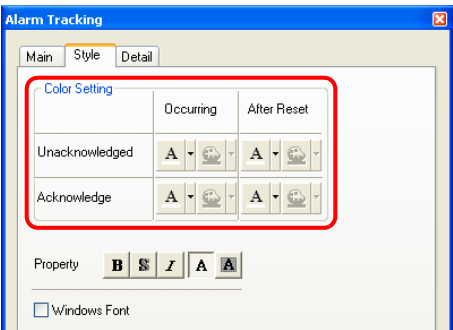 Alarm Tracking
Main Style Detail
Color Setting
Occurring After Reset
Unacknowledged A A
Acknowledge A A
Property B S I A A
Windows Font